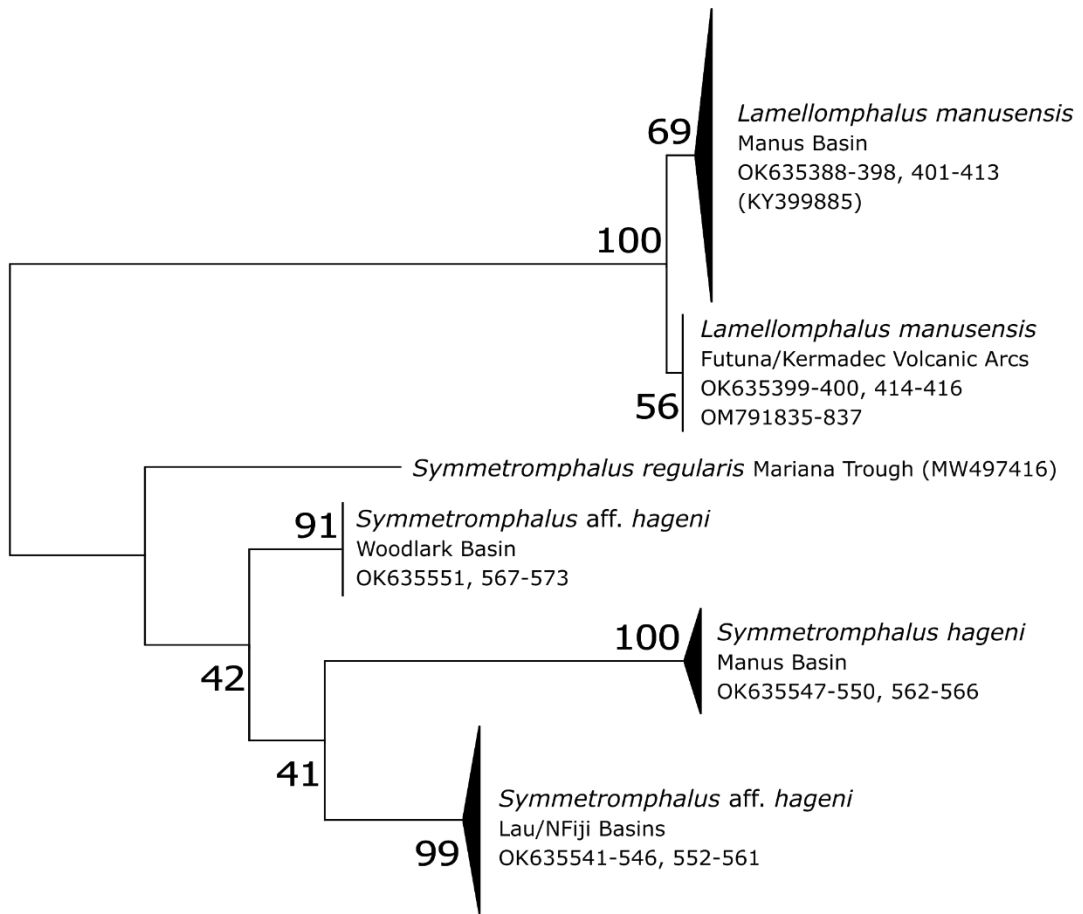 69
Lamellomphalus manusensis
Manus Basin
OK635388-398, 401-413
(KY399885)
100
Lamellomphalus manusensis
Futuna/Kermadec Volcanic Arcs
OK635399-400, 414-416
OM791835-837
56
Symmetromphalus regularis Mariana Trough (MW497416)
91
Symmetromphalus aff. hageni
Woodlark Basin
OK635551, 567-573
100
Symmetromphalus hageni
Manus Basin
OK635547-550, 562-566
42
41
Symmetromphalus aff. hageni
Lau/NFiji Basins
OK635541-546, 552-561
99